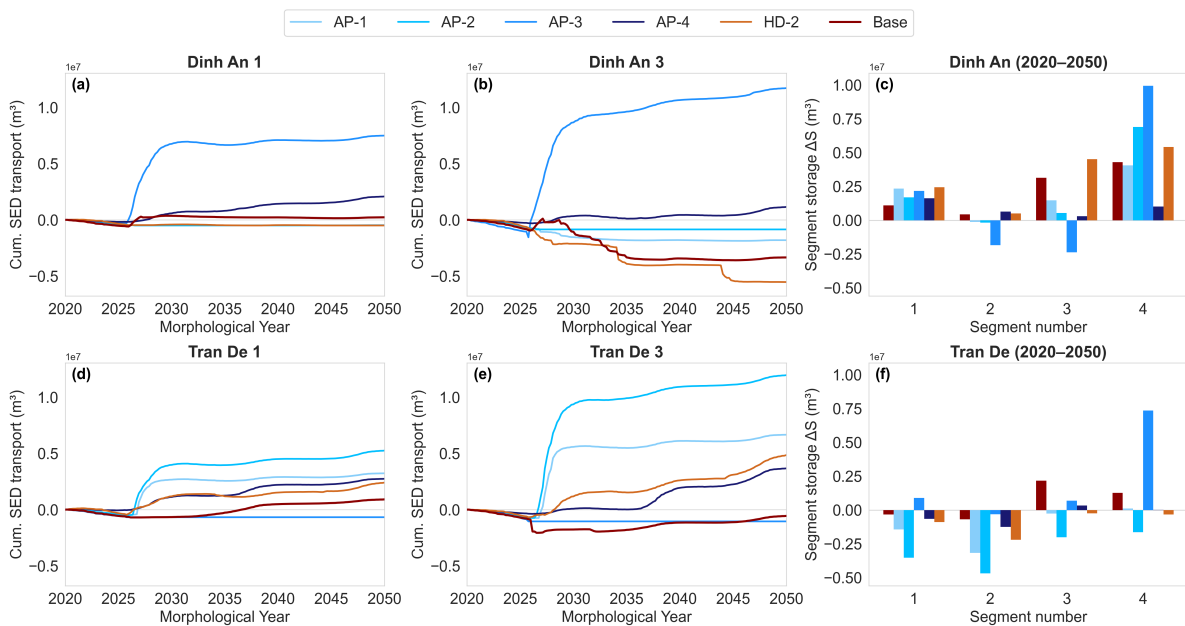 AP-1 AP-2 AP-3 AP-4 HD-2 Base
Dinh An 1
1e7
(a)
Cum. SED transport (m³)
1.0
0.5
0.0
−0.5
2020 2025 2030 2035 2040 2045 2050
Morphological Year
Dinh An 3
1e7
(b)
Cum. SED transport (m³)
1.0
0.5
0.0
−0.5
2020 2025 2030 2035 2040 2045 2050
Morphological Year
Dinh An (2020–2050)
1e7
(c)
Segment storage ΔS (m³)
1.00
0.75
0.50
0.25
0.00
−0.25
−0.50
1 2 3 4
Segment number
Tran De 1
1e7
(d)
Cum. SED transport (m³)
1.0
0.5
0.0
−0.5
2020 2025 2030 2035 2040 2045 2050
Morphological Year
Tran De 3
1e7
(e)
Cum. SED transport (m³)
1.0
0.5
0.0
−0.5
2020 2025 2030 2035 2040 2045 2050
Morphological Year
Tran De (2020–2050)
1e7
(f)
Segment storage ΔS (m³)
1.00
0.75
0.50
0.25
0.00
−0.25
−0.50
1 2 3 4
Segment number